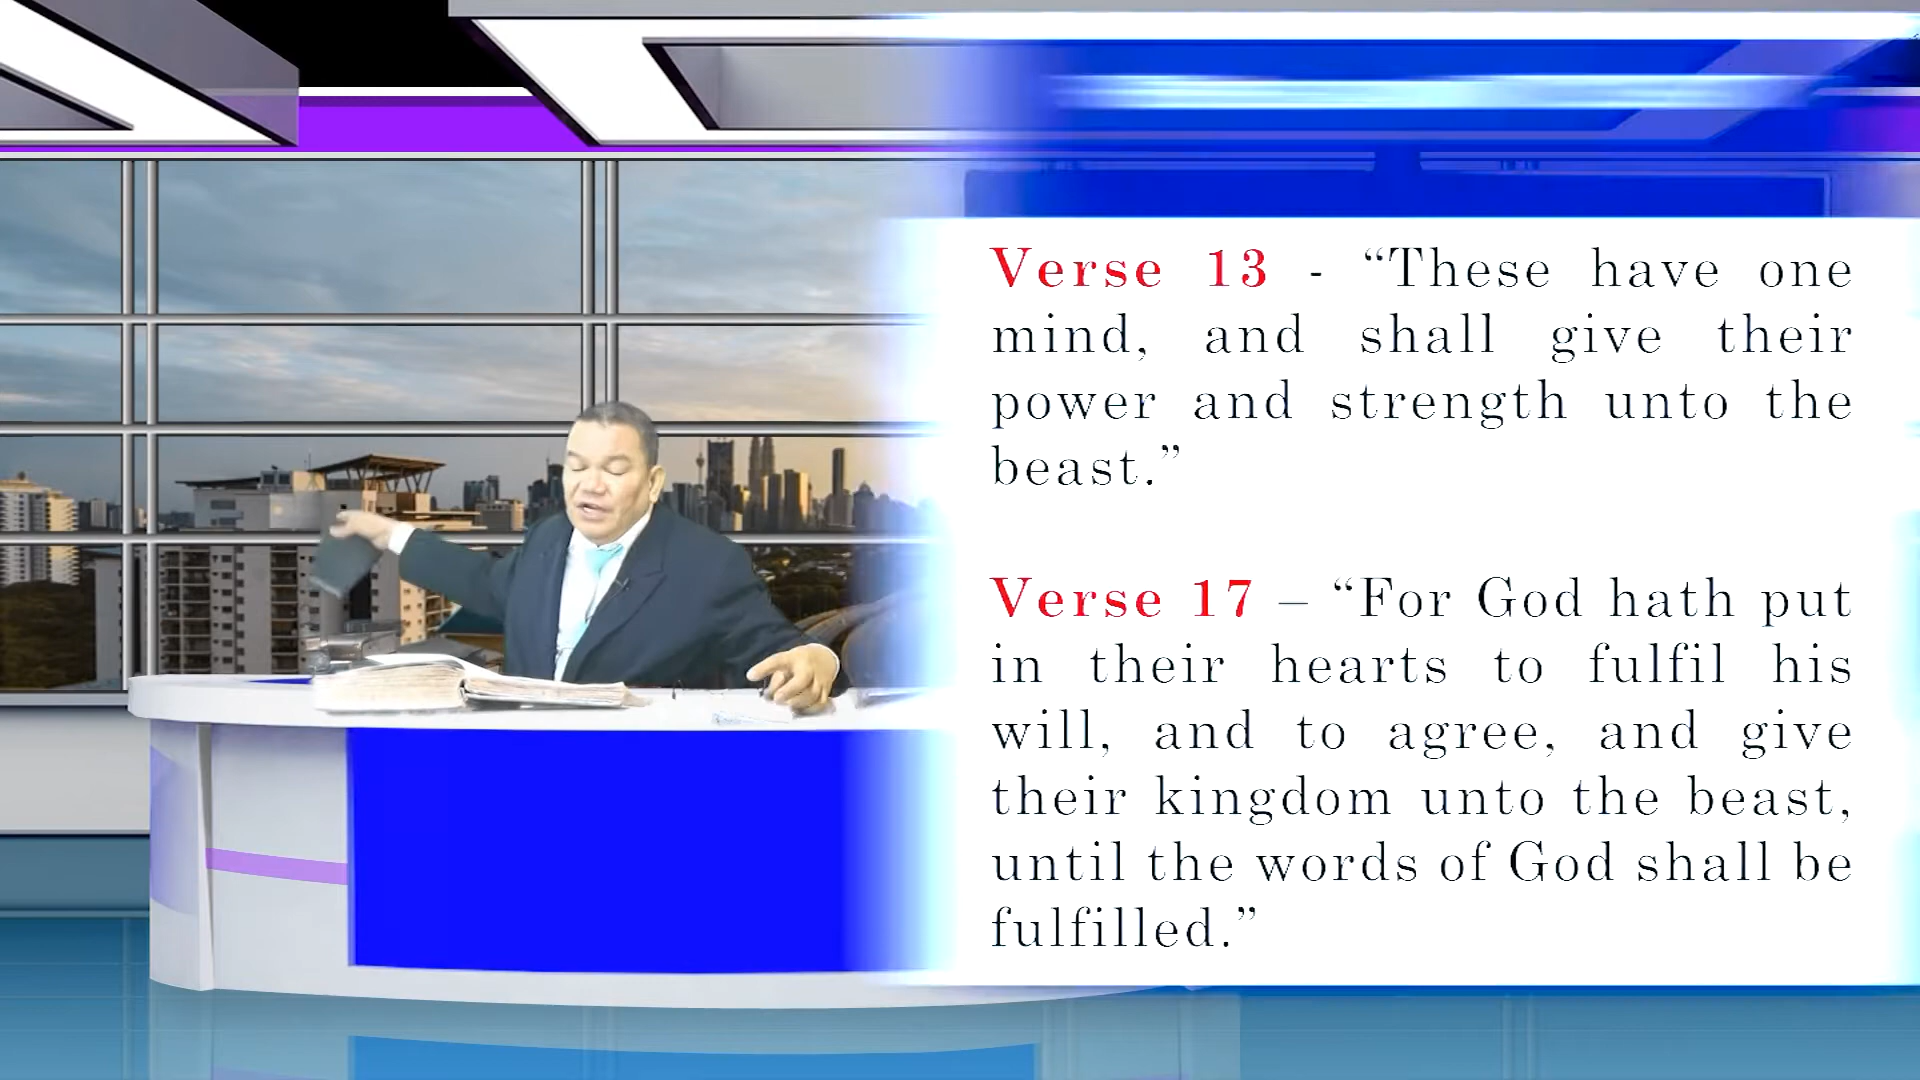 Verse 13 - “These have one
mind, and shall give their
power and strength unto the
beast.”
Verse 17 – “For God hath put
in their hearts to fulfil his
will, and to agree, and give
their kingdom unto the beast,
until the words of God shall be
fulfilled.”